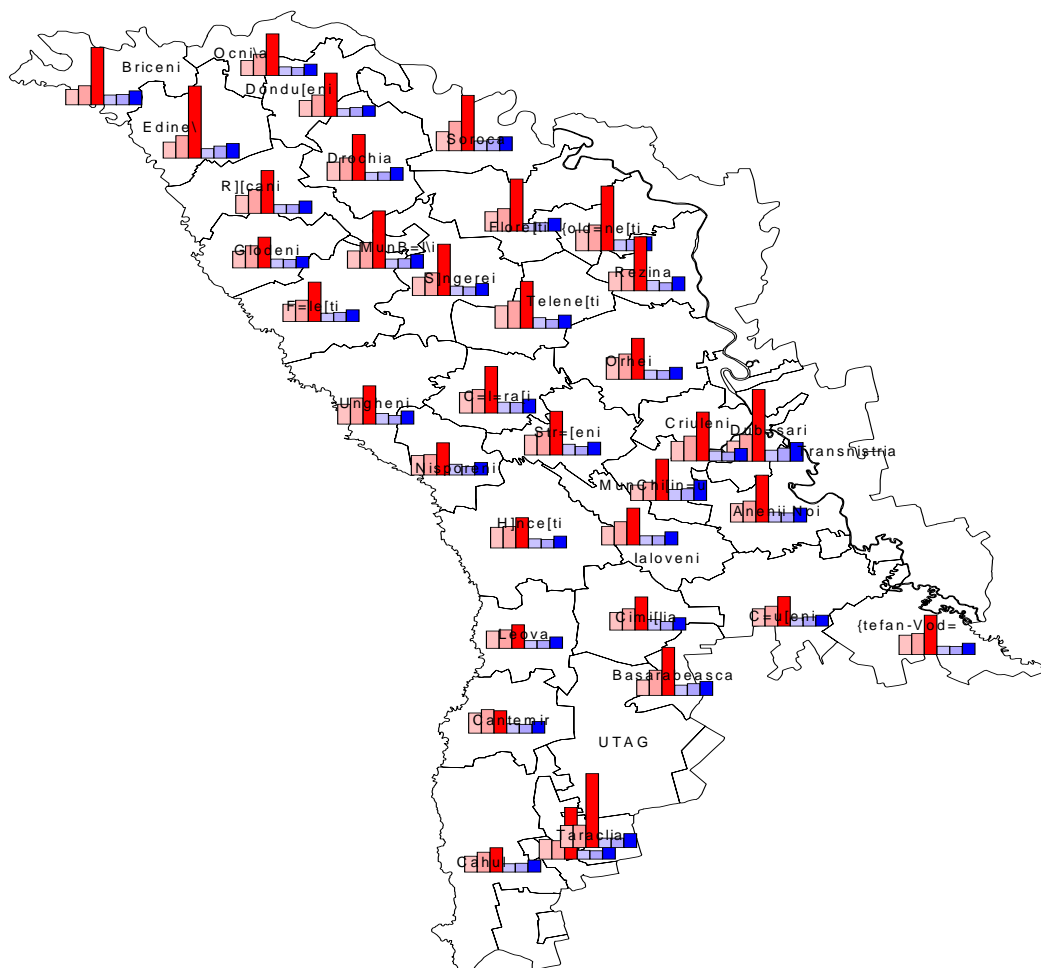 Ocni\a
Briceni
Dondu[eni
Edine\
Soroca
Drochia
R][cani
Flore[ti
{old=ne[ti
Glodeni
MunB=l\i
S]ngerei
Rezina
F=le[ti
Telene[ti
Orhei
Ungheni
C=l=ra[i
Criuleni
Dub=sari
Str=[eni
Transnistria
Nisporeni
Anenii Noi
H]nce[ti
Ialoveni
Cimi[lia
C=u[eni
{tefan-Vod=
Leova
Basarabeasca
Cantemir
UTAG
Taraclia
Cahul